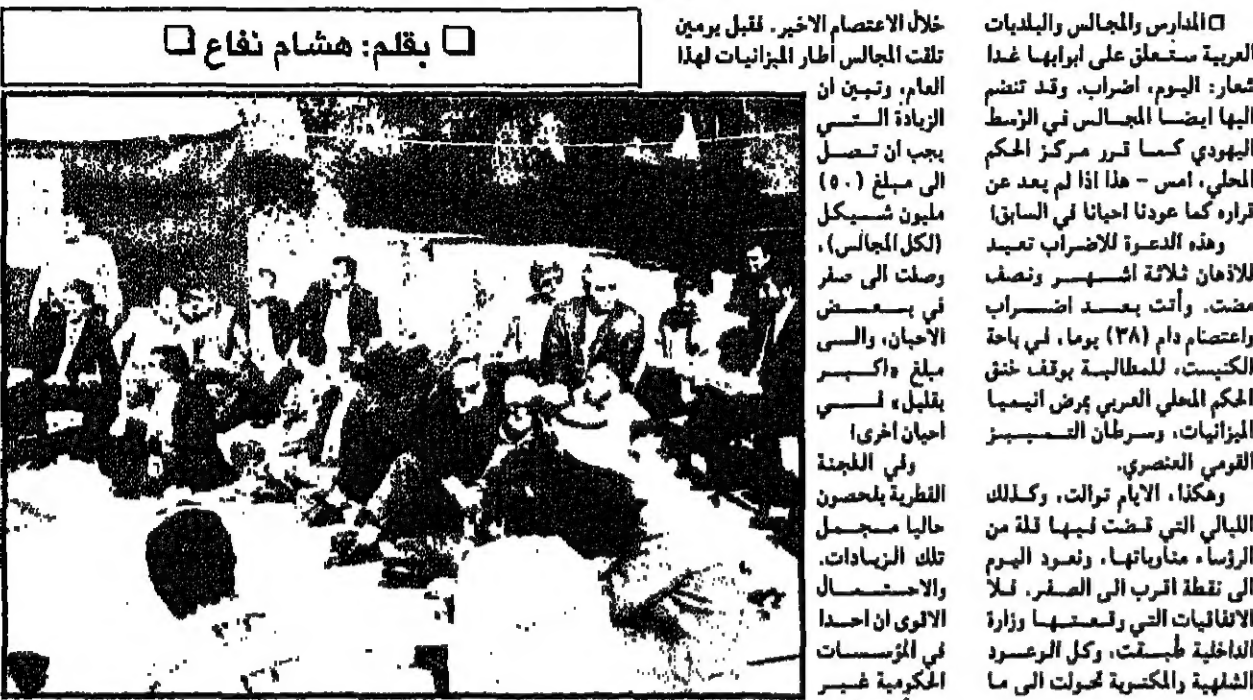 □ بقلم: هشام نفاع □
□ المدارس والمجالس والبلديات
العربية ستعلق على ابوابها غدا
شعار: اليوم، اضراب. وقد تنضم
اليها ايضا المجالس في الوسط
اليهودي كما قرر مركز الحكم
المحلي، امس - هذا اذا لم يعد عن
قراره كما عودنا احيانا في السابق!
وهذه الدعوة للاضراب تعيد
للاذهان ثلاثة اشهر ونصف
مضت. وأتت بعد اضراب
واعتصام دام (٣٨) يوما، في باحة
الكنيست، للمطالبة بوقف خنق
الحكم المحلي العربي بمرض انيميا
الميزانيات، وسرطان التمييز
القومي العنصري.
وهكذا، الايام توالت، وكذلك
الليالي التي قضت فيها قلة من
الرؤساء مناوباتها، ونعود اليوم
الى نقطة اقرب الى الصفر. فلا
الاتفاقيات التي وقعتها وزارة
الداخلية طُبقت، وكل الوعود
الشفهية والمكتوبة تحولت الى ما
خلال الاعتصام الاخير. فقبل يومين
تلقت المجالس اطار الميزانيات لهذا
العام، وتبين ان
الزيادة التي
يجب ان تصل
الى مبلغ (٥٠)
مليون شيكل
(لكل المجالس)،
وصلت الى صفر
في بعض
الاحيان، والى
مبلغ «اكبر
بقليل» في
احيان اخرى!
وفي اللجنة
القطرية يلخصون
حاليا مجمل
تلك الزيادات.
والاحتمال
الاقوى ان احدا
في المؤسسات
الحكومية غير